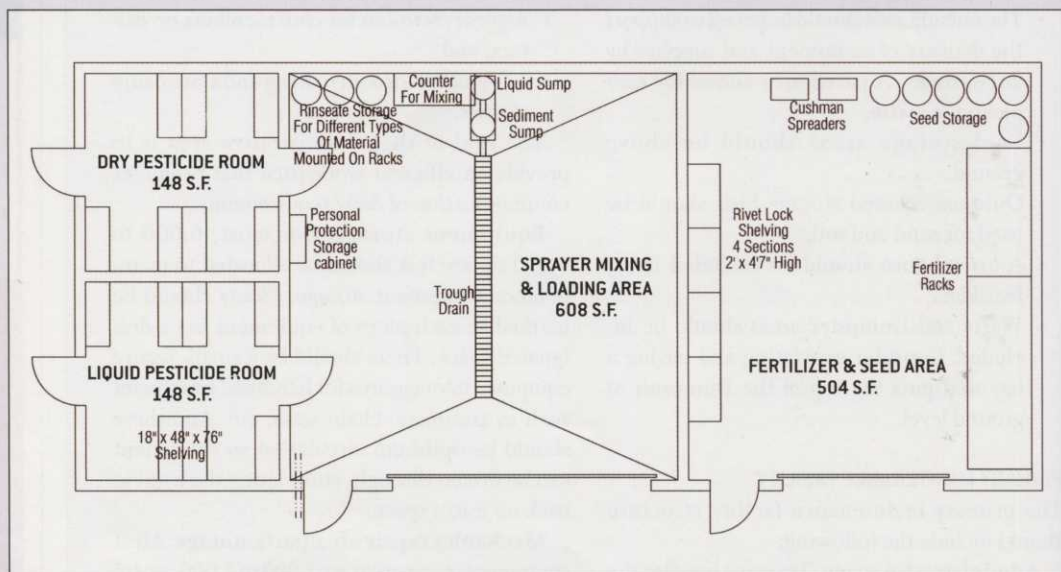 DRY PESTICIDE ROOM
148 S.F.
LIQUID PESTICIDE ROOM
148 S.F.
18" x 48" x 76"
Shelving
Rinseate Storage
For Different Types
Of Material
Mounted On Racks
Counter
For Mixing
Liquid Sump
Sediment
Sump
Personal
Protection
Storage
cabinet
Trough
Drain
SPRAYER MIXING
& LOADING AREA
608 S.F.
Cushman
Spreaders
Seed Storage
Rivet Lock
Shelving
4 Sections
2' x 4'7" High
Fertilizer
Racks
FERTILIZER & SEED AREA
504 S.F.